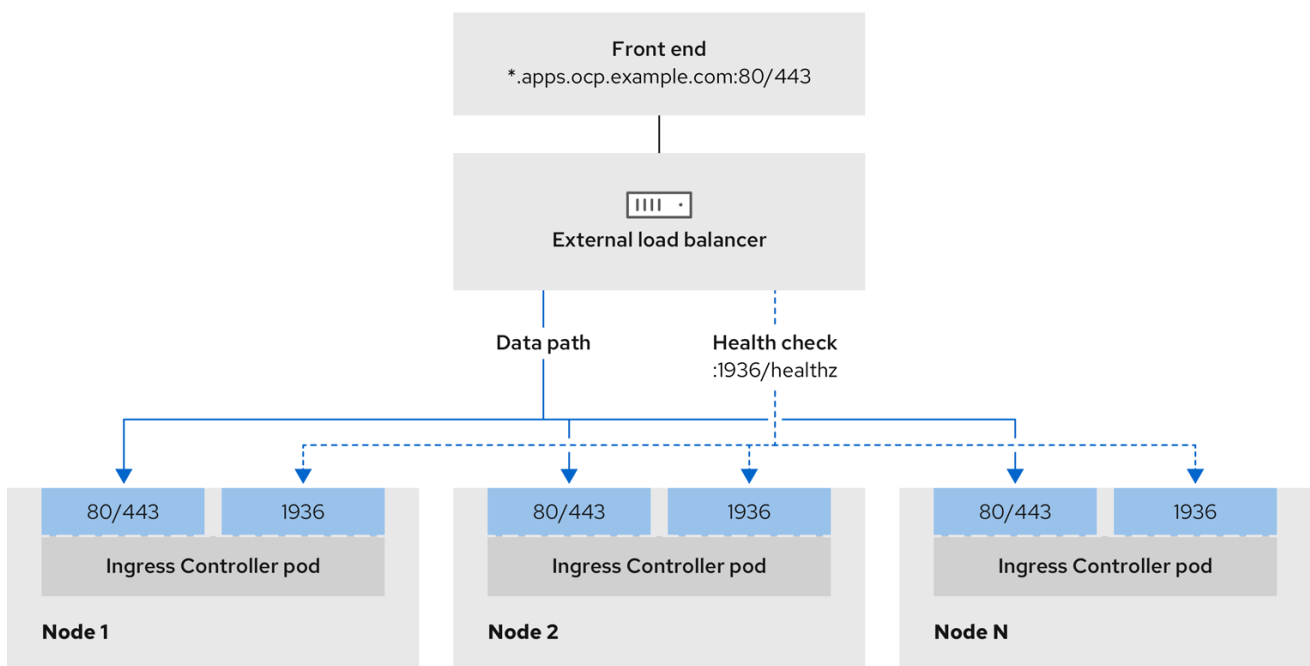 Front end
*.apps.ocp.example.com:80/443
External load balancer
Data path
Health check
:1936/healthz
80/443
1936
80/443
1936
80/443
1936
Ingress Controller pod
Ingress Controller pod
Ingress Controller pod
Node 1
Node 2
Node N